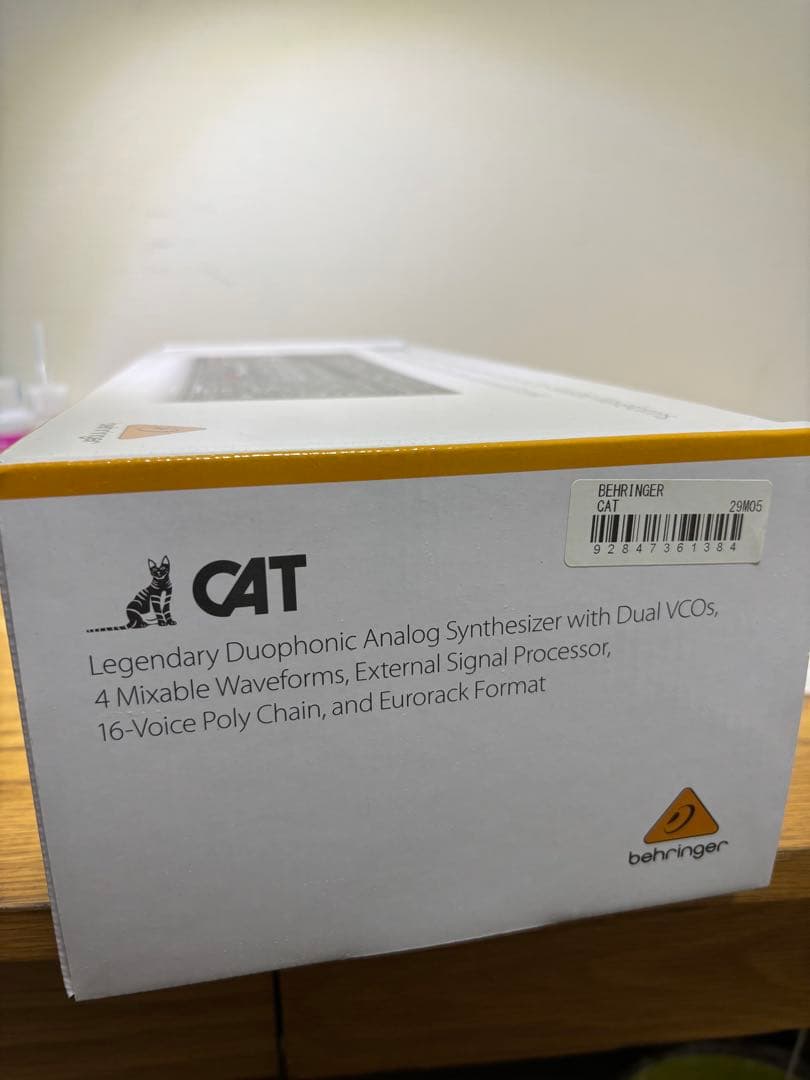 behringer
BEHRINGER
CAT 29M05
92847361384
CAT
Legendary Duophonic Analog Synthesizer with Dual VCOs,
4 Mixable Waveforms, External Signal Processor,
16-Voice Poly Chain, and Eurorack Format
behringer